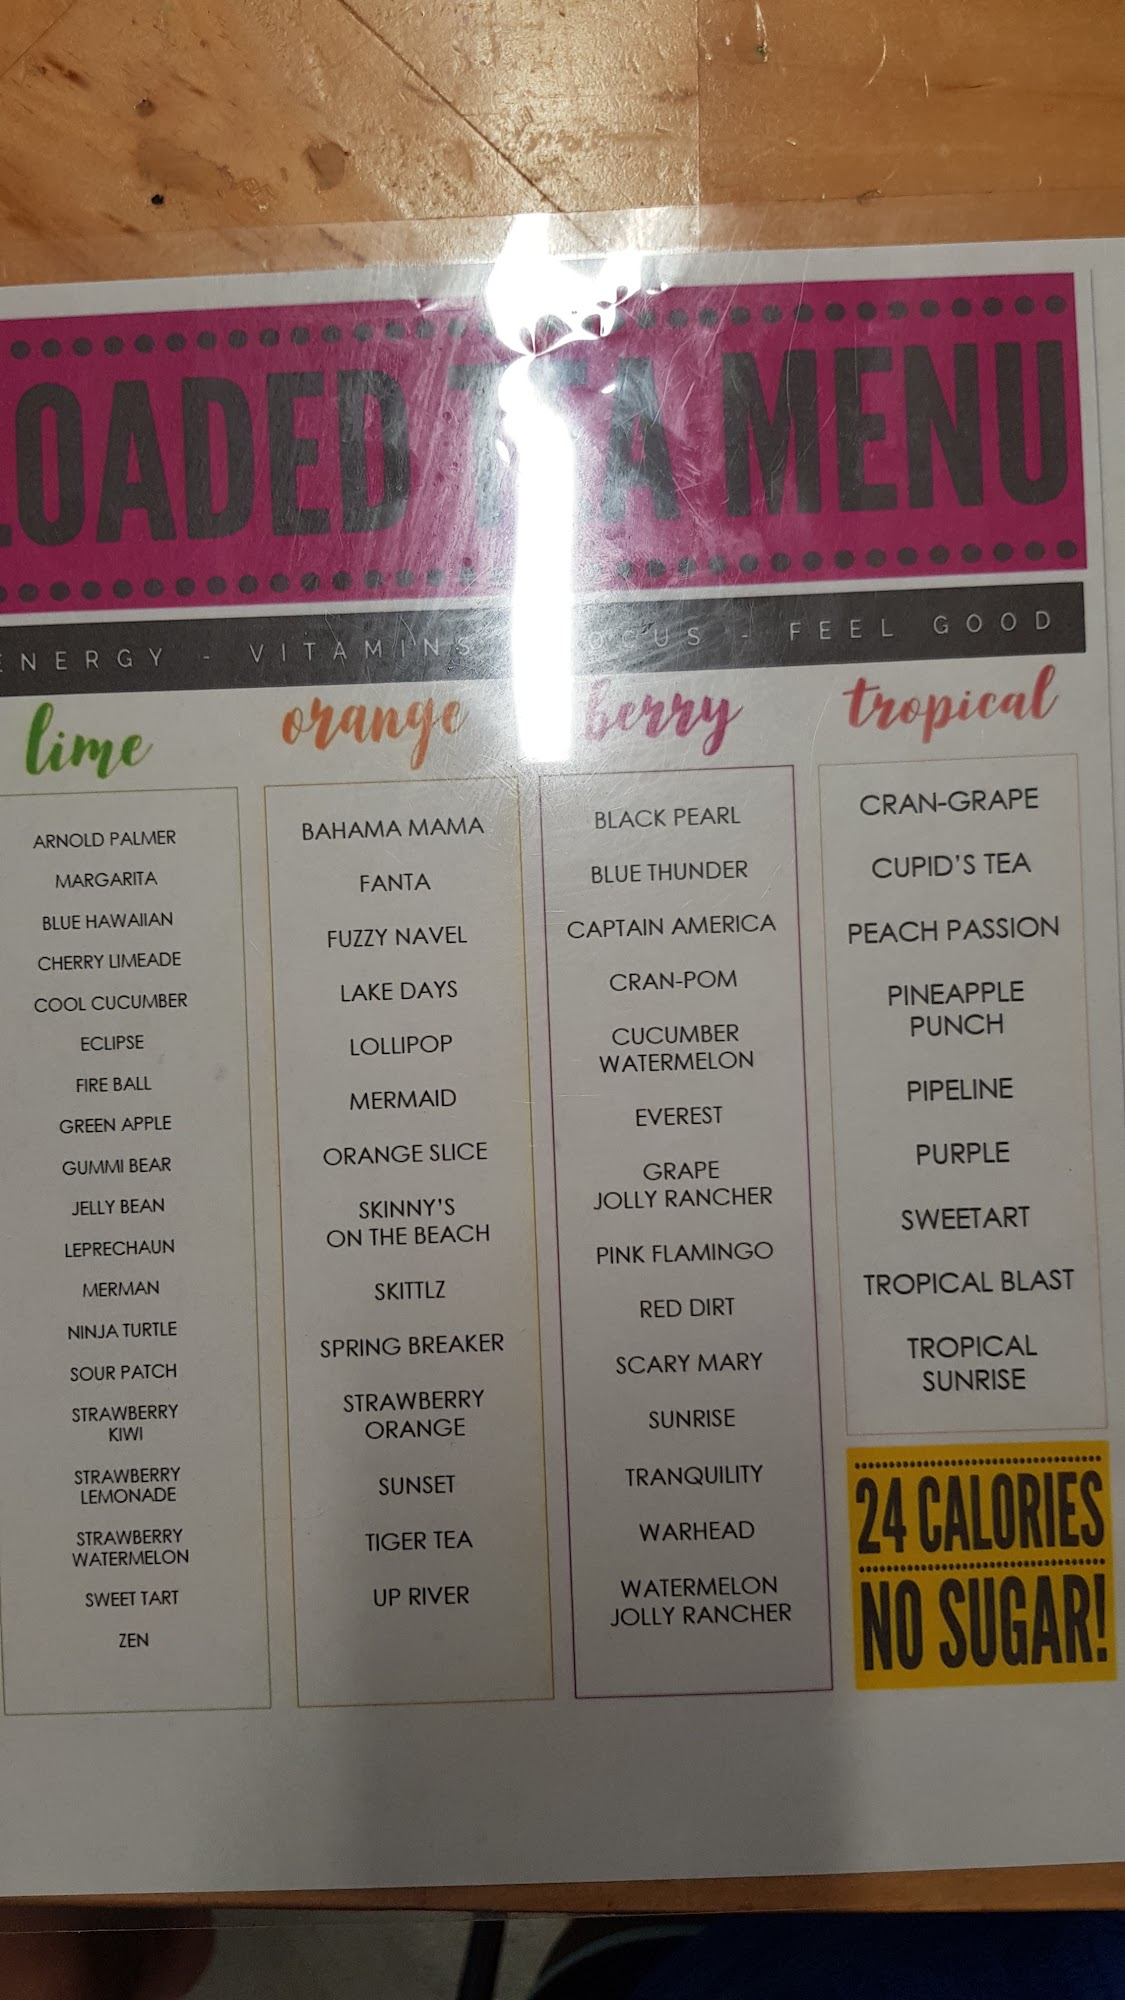 LOADED TEA MENU
ENERGY - VITAMINS FOCUS - FEEL GOOD
lime
ARNOLD PALMER
MARGARITA
BLUE HAWAIIAN
CHERRY LIMEADE
COOL CUCUMBER
ECLIPSE
FIRE BALL
GREEN APPLE
GUMMI BEAR
JELLY BEAN
LEPRECHAUN
MERMAN
NINJA TURTLE
SOUR PATCH
STRAWBERRY
KIWI
STRAWBERRY
LEMONADE
STRAWBERRY
WATERMELON
SWEET TART
ZEN
orange
BAHAMA MAMA
FANTA
FUZZY NAVEL
LAKE DAYS
LOLLIPOP
MERMAID
ORANGE SLICE
SKINNY'S
ON THE BEACH
SKITTLZ
SPRING BREAKER
STRAWBERRY
ORANGE
SUNSET
TIGER TEA
UP RIVER
berry
BLACK PEARL
BLUE THUNDER
CAPTAIN AMERICA
CRAN-POM
CUCUMBER
WATERMELON
EVEREST
GRAPE
JOLLY RANCHER
PINK FLAMINGO
RED DIRT
SCARY MARY
SUNRISE
TRANQUILITY
WARHEAD
WATERMELON
JOLLY RANCHER
tropical
CRAN-GRAPE
CUPID'S TEA
PEACH PASSION
PINEAPPLE
PUNCH
PIPELINE
PURPLE
SWEETART
TROPICAL BLAST
TROPICAL
SUNRISE
24 CALORIES
NO SUGAR!